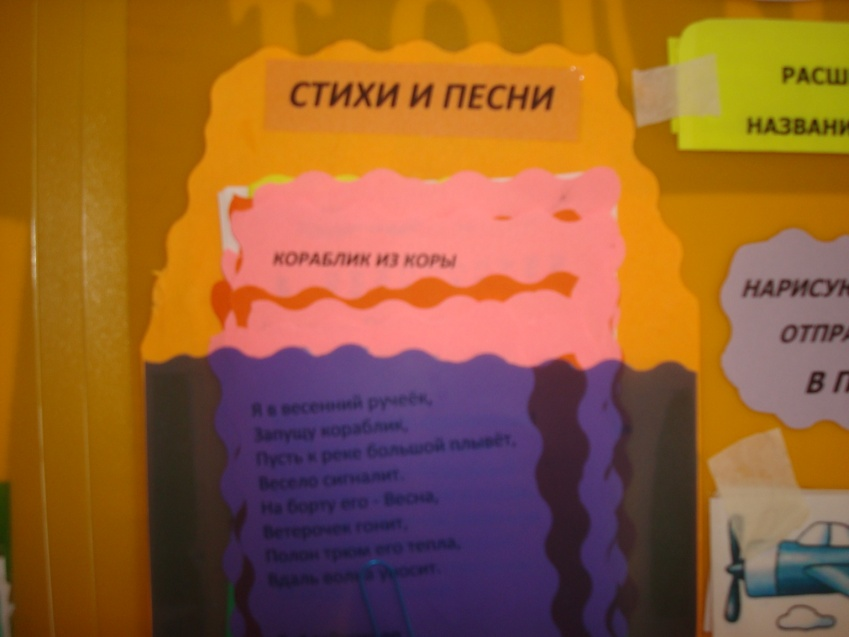 СТИХИ И ПЕСНИ
КОРАБЛИК ИЗ КОРЫ
Я в весенний ручеёк,
Запущу кораблик,
Пусть к реке большой плывёт,
Весело сигналит.
На борту его - Весна,
Ветерочек гонит,
Полон трюм его тепла,
Вдаль волна уносит.
РАСШ
НАЗВАНИ
НАРИСУЮ
ОТПРА
В П